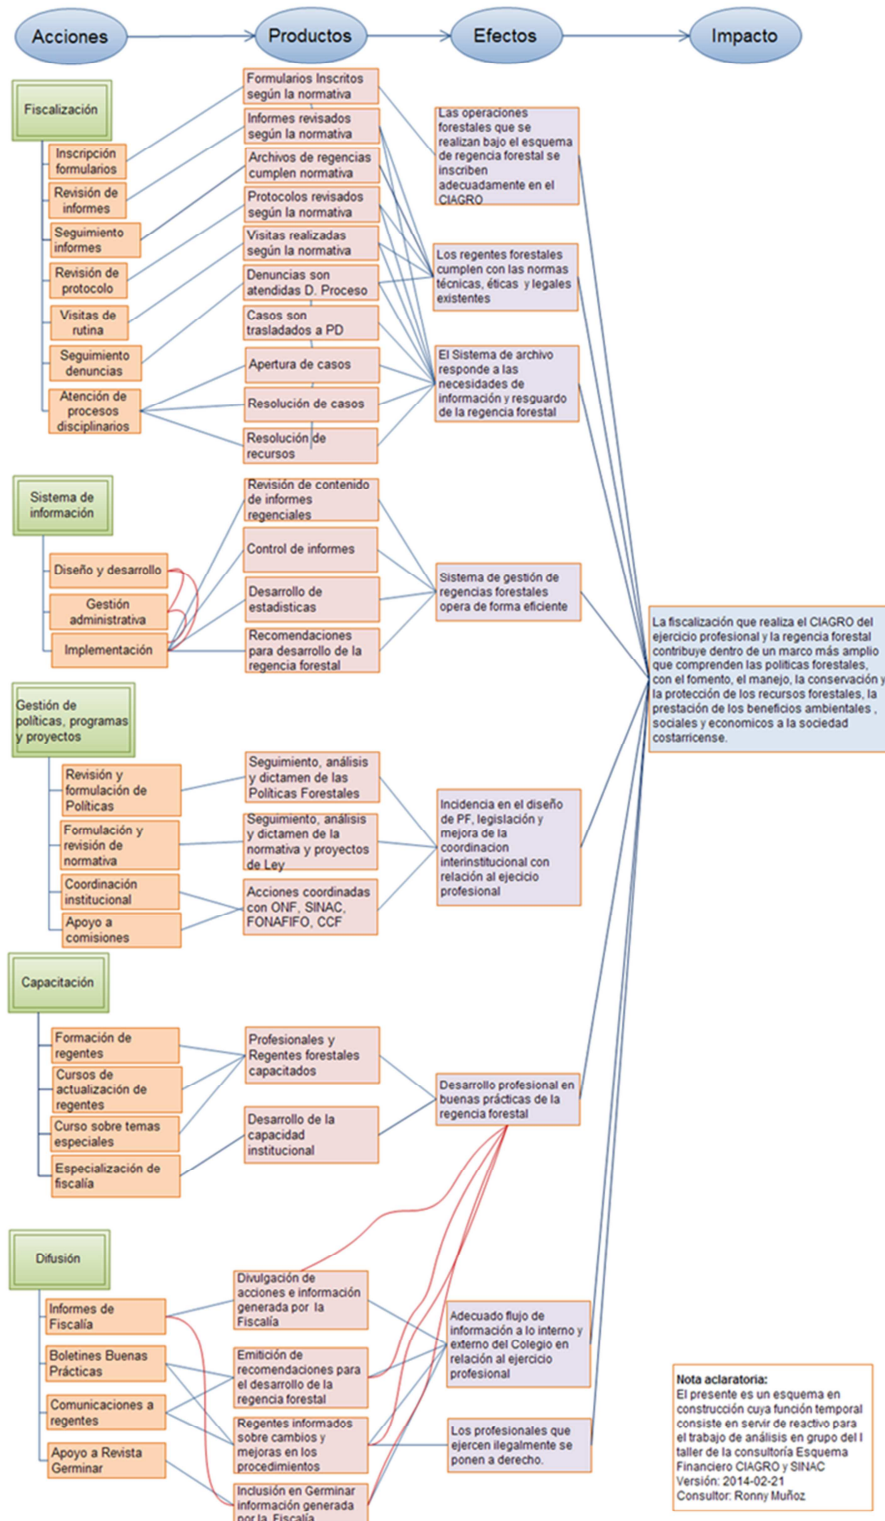 Acciones
Productos
Efectos
Impacto
Fiscalización
Inscripción
formularios
Revisión de
informes
Seguimiento
informes
Revisión de
protocolo
Visitas de
rutina
Seguimiento
denuncias
Atención de
procesos
disciplinarios
Formularios Inscritos
según la normativa
Informes revisados
según la normativa
Archivos de regencias
cumplen normativa
Protocolos revisados
según la normativa
Visitas realizadas
según la normativa
Denuncias son
atendidas D. Proceso
Casos son
trasladados a PD
Apertura de casos
Resolución de casos
Resolución de
recursos
Las operaciones
forestales que se
realizan bajo el esquema
de regencia forestal se
inscriben
adecuadamente en el
CIAGRO
Los regentes forestales
cumplen con las normas
técnicas, éticas y legales
existentes
El Sistema de archivo
responde a las
necesidades de
información y resguardo
de la regencia forestal
Sistema de
información
Diseño y desarrollo
Gestión
administrativa
Implementación
Revisión de contenido
de informes
regenciales
Control de informes
Desarrollo de
estadisticas
Recomendaciones
para desarrollo de la
regencia forestal
Sistema de gestión de
regencias forestales
opera de forma eficiente
La fiscalización que realiza el CIAGRO del
ejercicio profesional y la regencia forestal
contribuye dentro de un marco más amplio
que comprenden las politicas forestales,
con el fomento, el manejo, la conservación y
la protección de los recursos forestales, la
prestación de los beneficios ambientales ,
sociales y economicos a la sociedad
costarricense.
Gestión de
políticas, programas
y proyectos
Revisión y
formulación de
Políticas
Formulación y
revisión de
normativa
Coordinación
institucional
Apoyo a
comisiones
Seguimiento, análisis
y dictamen de las
Políticas Forestales
Seguimiento, análisis
y dictamen de la
normativa y proyectos
de Ley
Acciones coordinadas
con ONF, SINAC,
FONAFIFO, CCF
Incidencia en el diseño
de PF, legislación y
mejora de la
coordinacion
interinstitucional con
relación al ejecicio
profesional
Capacitación
Formación de
regentes
Cursos de
actualización de
regentes
Curso sobre temas
especiales
Especialización de
fiscalía
Profesionales y
Regentes forestales
capacitados
Desarrollo de la
capacidad
institucional
Desarrollo profesional en
buenas prácticas de la
regencia forestal
Difusión
Informes de
Fiscalía
Boletines Buenas
Prácticas
Comunicaciones a
regentes
Apoyo a Revista
Germinar
Divulgación de
acciones e información
generada por la
Fiscalía
Emitición de
recomendaciones para
el desarrollo de la
regencia forestal
Regentes informados
sobre cambios y
mejoras en los
procedimientos
Inclusión en Germinar
información generada
por la Fiscalía
Adecuado flujo de
información a lo interno y
externo del Colegio en
relación al ejercicio
profesional
Los profesionales que
ejercen ilegalmente se
ponen a derecho.
Nota aclaratoria:
El presente es un esquema en
construcción cuya función temporal
consiste en servir de reactivo para
el trabajo de análisis en grupo del I
taller de la consultoría Esquema
Financiero CIAGRO y SINAC
Versión: 2014-02-21
Consultor: Ronny Muñoz